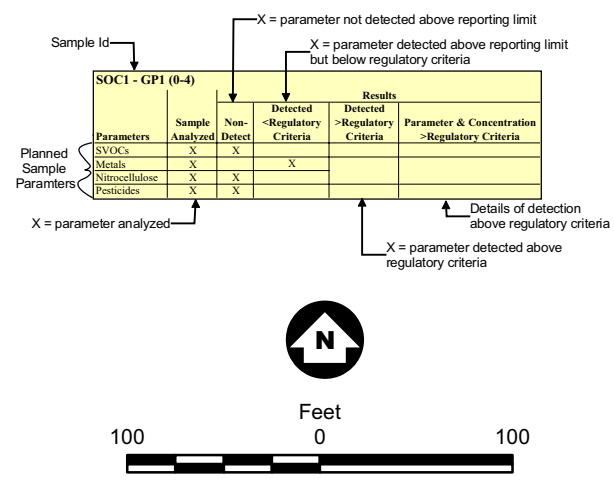 X = parameter not detected above reporting limit
Sample Id
X = parameter detected above reporting limit
but below regulatory criteria
SOC1 - GP1 (0-4)
Results
Parameters
Sample
Analyzed
Non-
Detect
Detected
<Regulatory
Criteria
Detected
>Regulatory
Criteria
Parameter & Concentration
>Regulatory Criteria
SVOCs X X
Metals X X
Nitrocellulose X X
Pesticides X X
Planned
Sample
Paramters
X = parameter analyzed
Details of detection
above regulatory criteria
X = parameter detected above
regulatory criteria
N
Feet
100 0 100